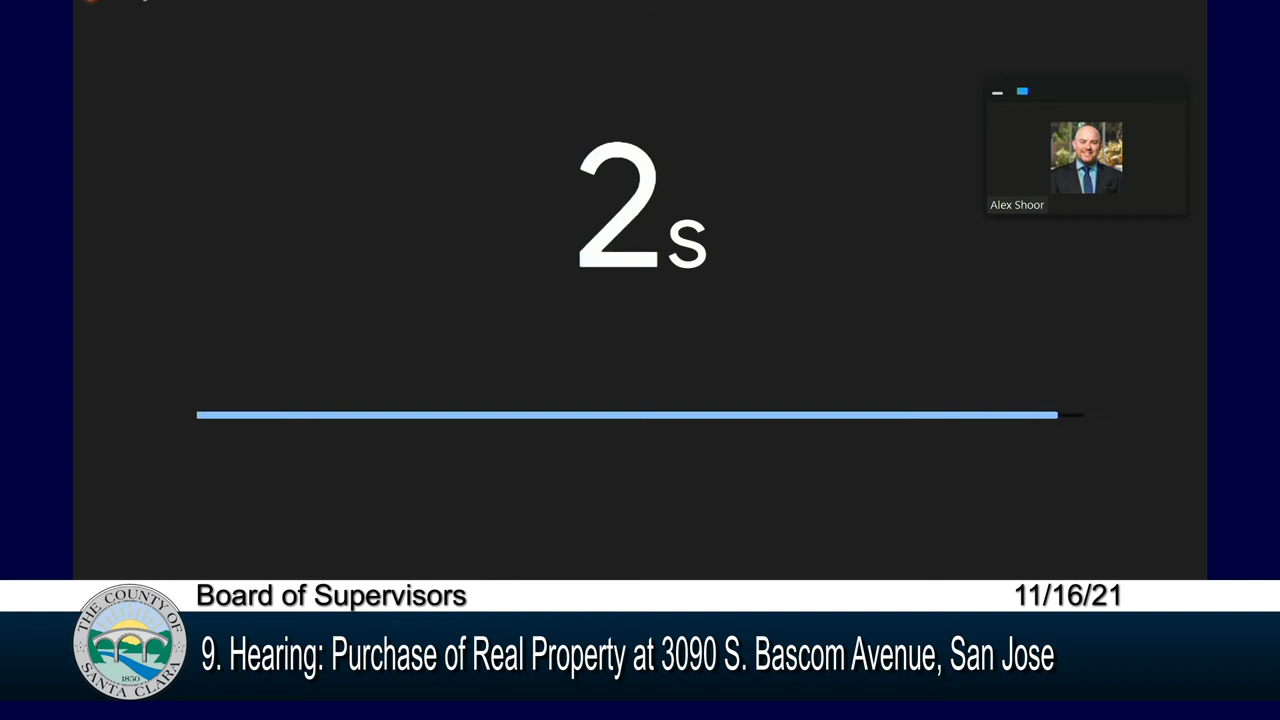 2s
Alex Shoor
Board of Supervisors
11/16/21
THE COUNTY OF SANTA CLARA
1850
9. Hearing: Purchase of Real Property at 3090 S. Bascom Avenue, San Jose